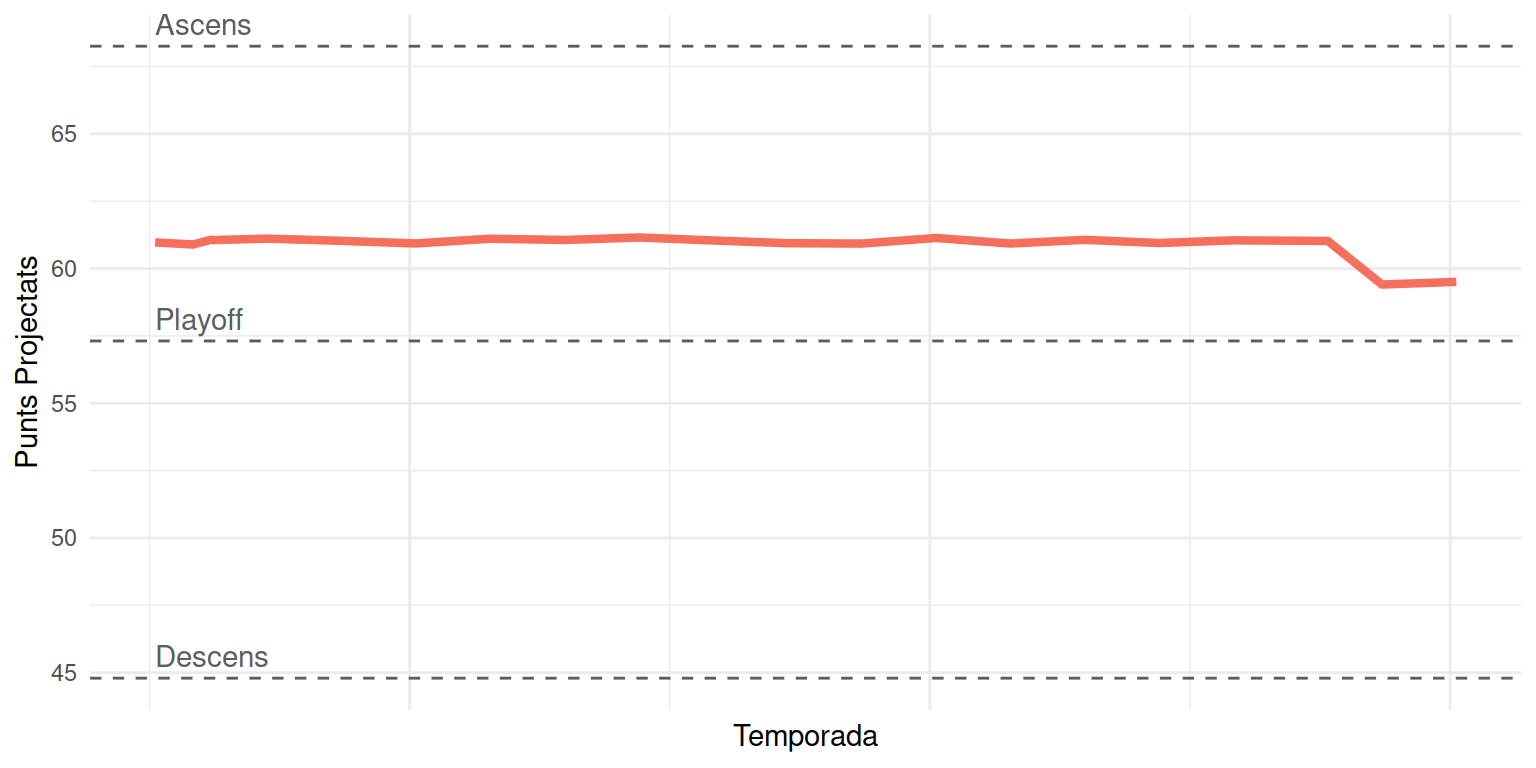 Ascens
65
60
Playoff
55
50
Descens
45
Punts Projectats
Temporada